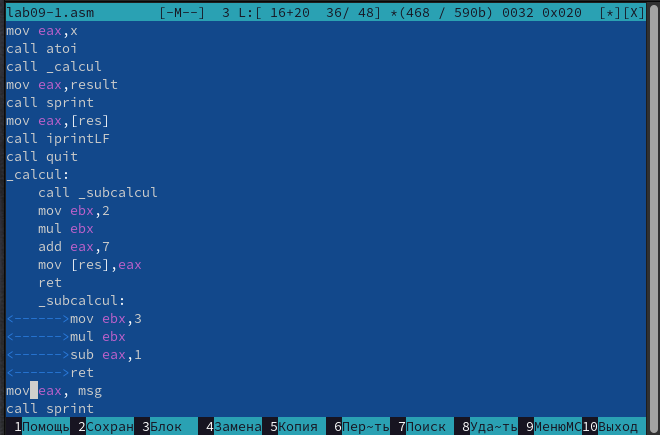 lab09-1.asm [-M--] 3 L:[ 16+20 36/ 48] *(468 / 590b) 0032 0x020 [*][X]
mov eax,x
call atoi
call _calcul
mov eax,result
call sprint
mov eax,[res]
call iprintLF
call quit
_calcul:
    call _subcalcul
    mov ebx,2
    mul ebx
    add eax,7
    mov [res],eax
    ret
    _subcalcul:
<------>mov ebx,3
<------>mul ebx
<------>sub eax,1
<------>ret
mov eax, msg
call sprint
1Помощь 2Сохран 3Блок 4Замена 5Копия 6Пер~ть 7Поиск 8Уда~ть 9МенюMC 10Выход